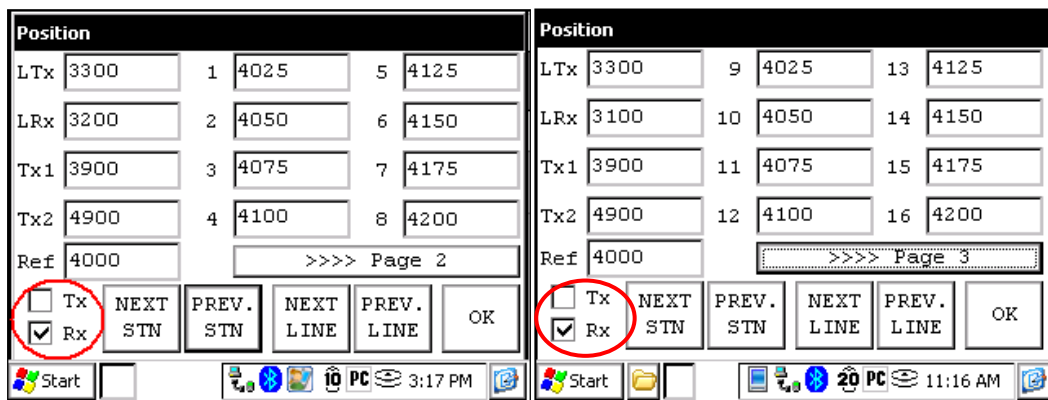 Position
LTx 3300 1 4025 5 4125
LRx 3200 2 4050 6 4150
Tx1 3900 3 4075 7 4175
Tx2 4900 4 4100 8 4200
Ref 4000 >>>> Page 2
Tx NEXT STN PREV. STN NEXT LINE PREV. LINE OK
Rx
Start 10 PC 3:17 PM
Position
LTx 3300 9 4025 13 4125
LRx 3100 10 4050 14 4150
Tx1 3900 11 4075 15 4175
Tx2 4900 12 4100 16 4200
Ref 4000 >>>> Page 3
Tx NEXT STN PREV. STN NEXT LINE PREV. LINE OK
Rx
Start 20 PC 11:16 AM